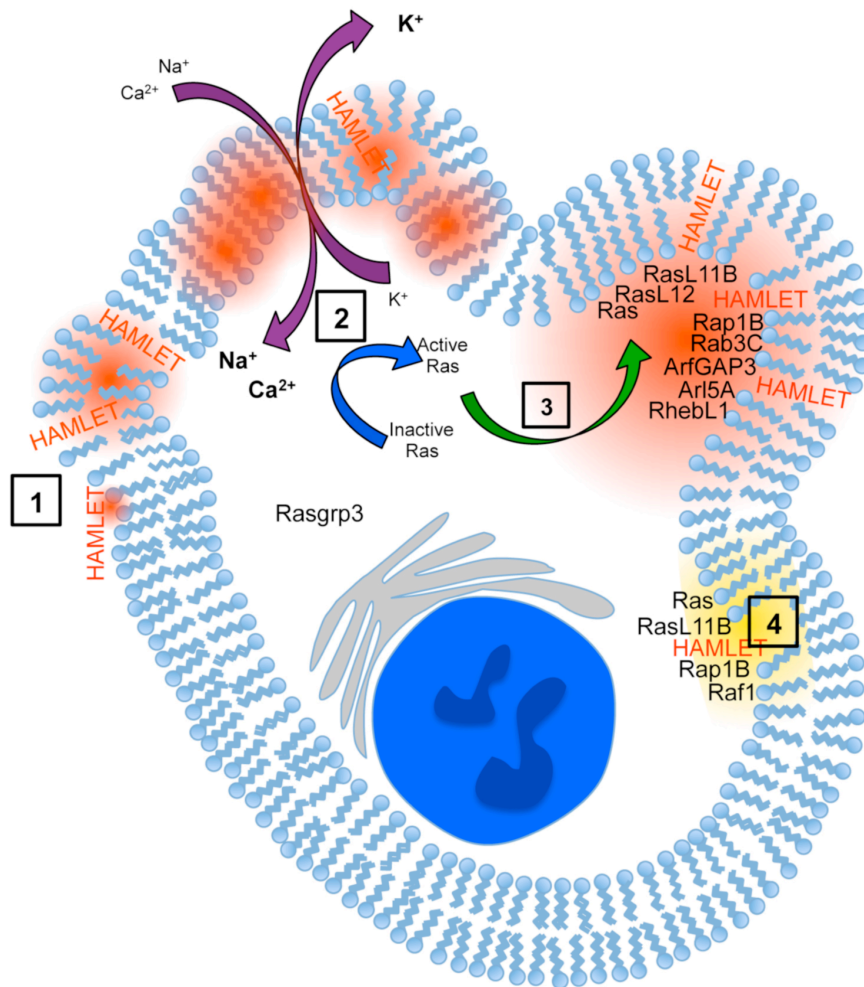 K⁺
Na⁺
Ca²⁺
HAMLET
HAMLET
RasL11B
RasL12
HAMLET
Ras
K⁺
2
Rap1B
Rab3C
HAMLET
Na⁺
Active
Ras
ArfGAP3
Ca²⁺
Arl5A
HAMLET
3
RhebL1
HAMLET
Inactive
Ras
1
HAMLET
Rasgrp3
Ras
4
RasL11B
HAMLET
Rap1B
Raf1